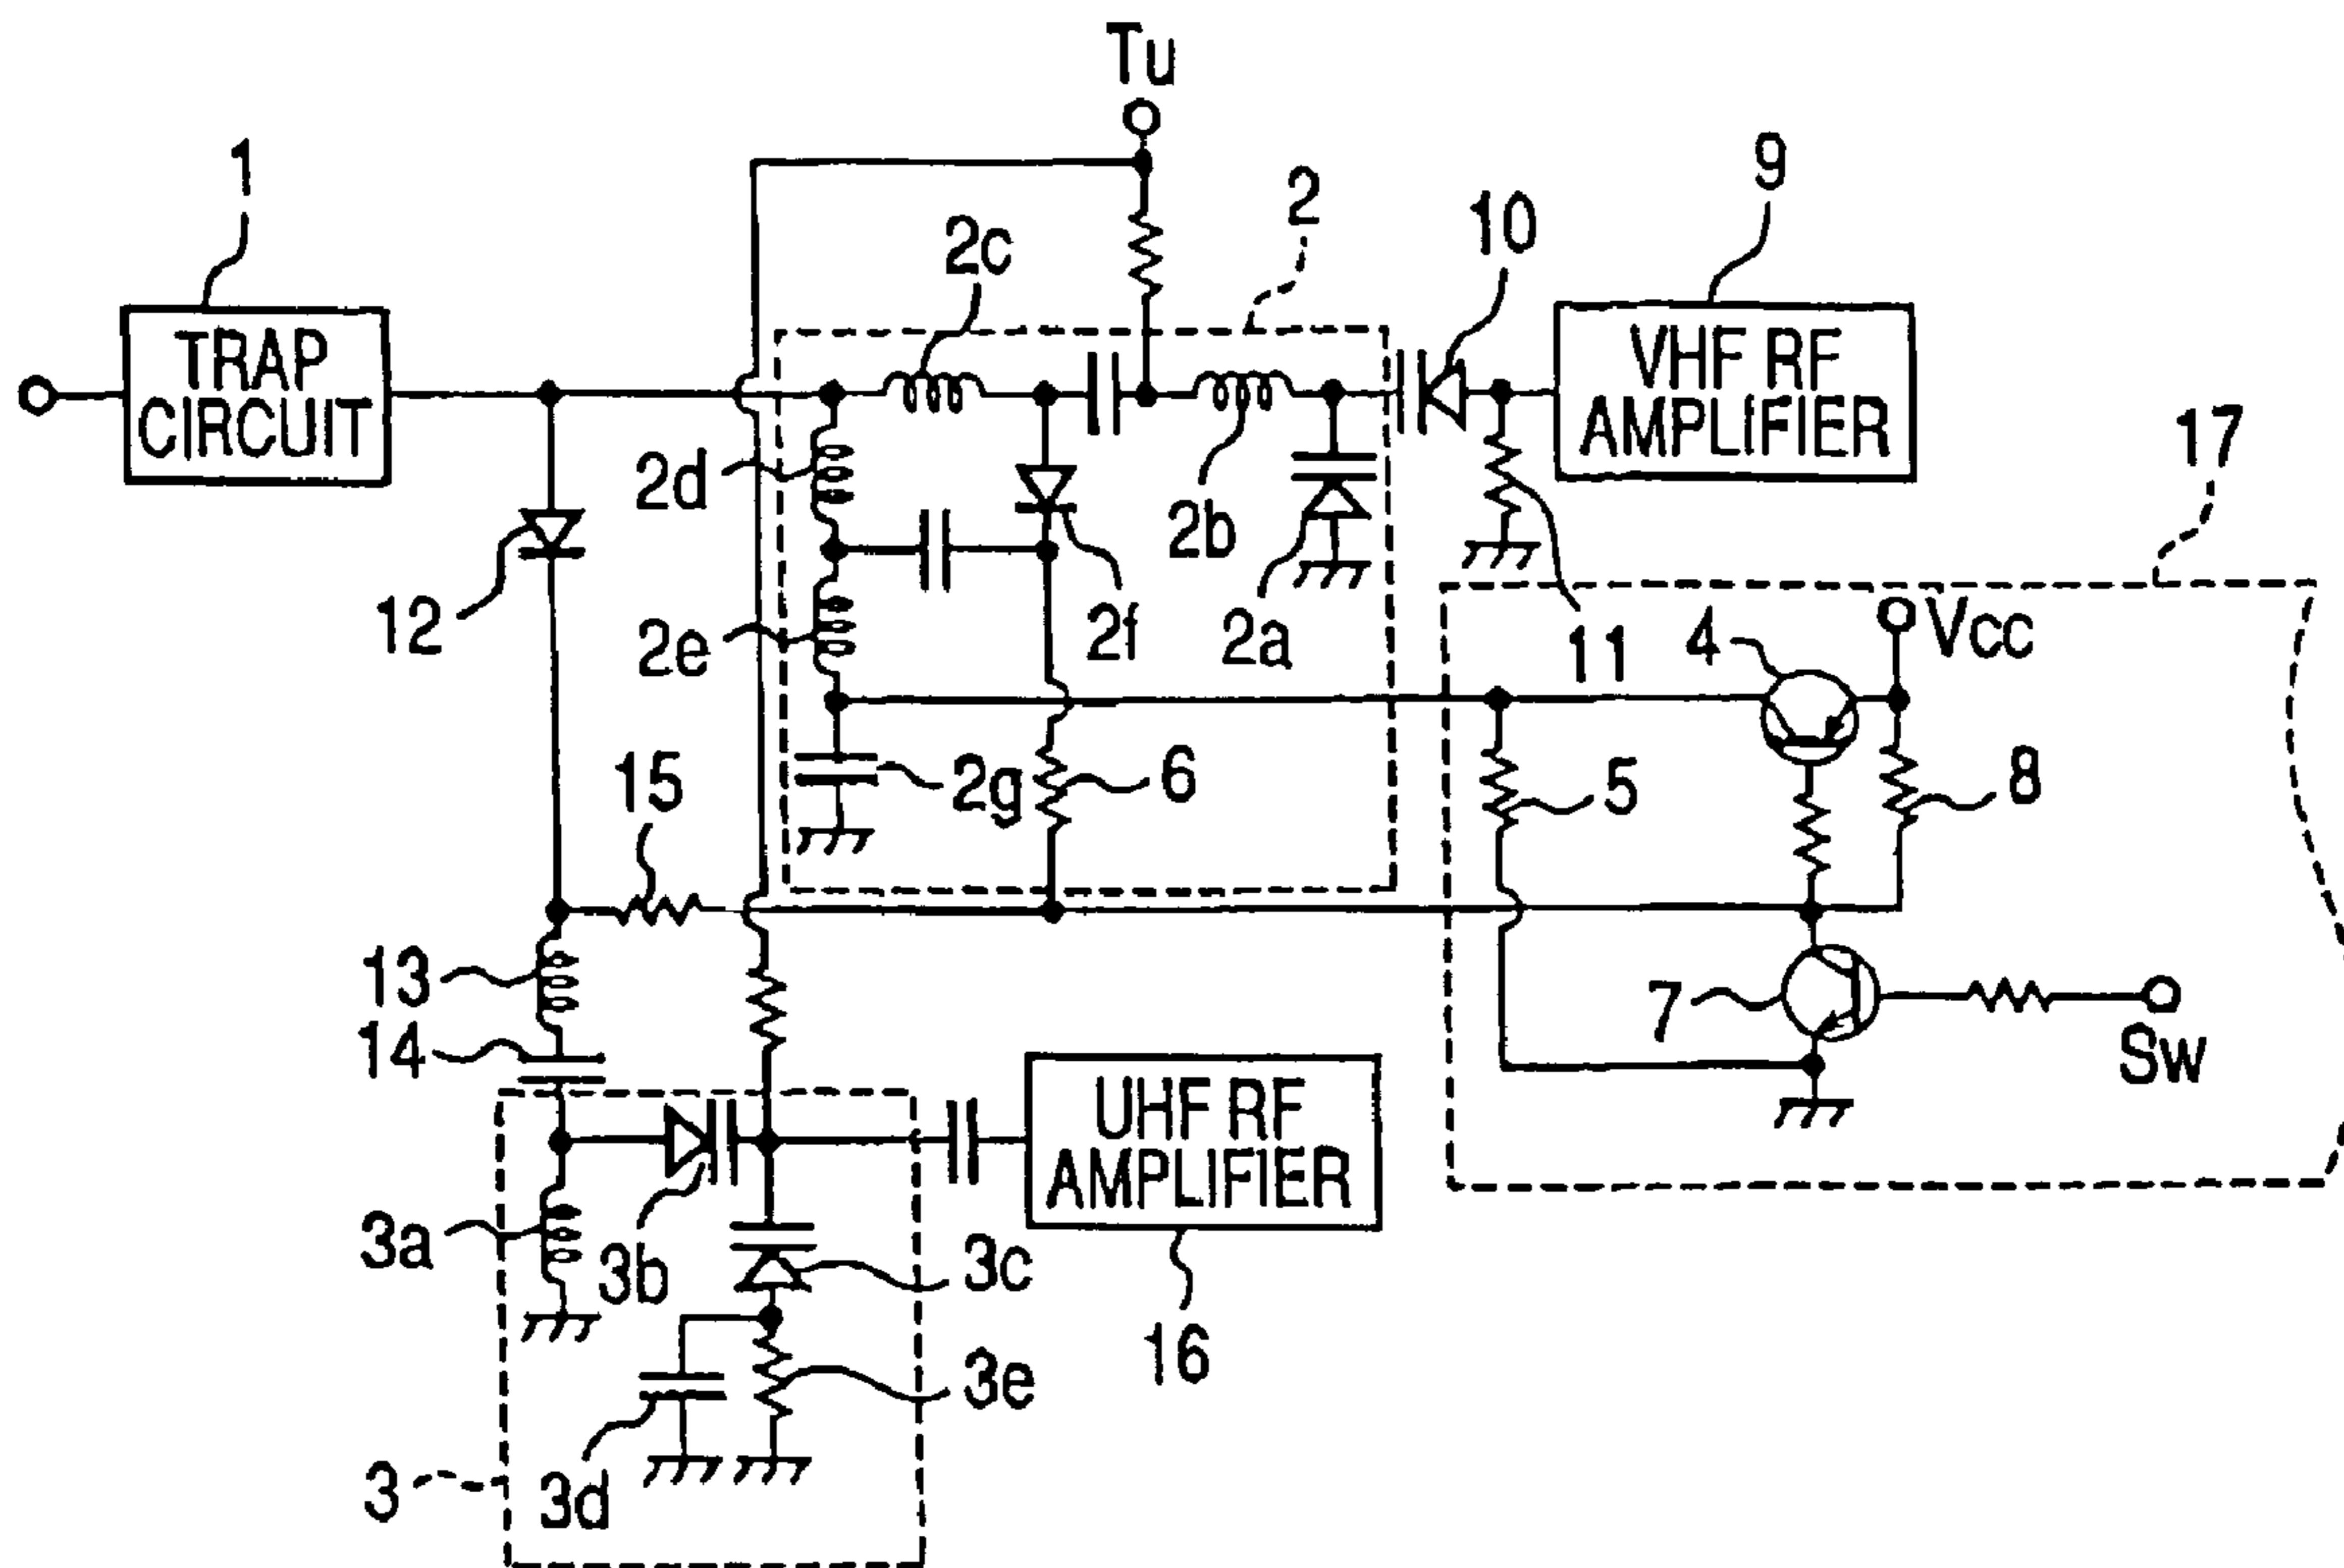 Tu
1
2
9
2c
10
TRAP
CIRCUIT
VHF RF
AMPLIFIER
17
2d
2b
12
2e
2f
2a
11
4
Vcc
15
2g
6
5
8
13
7
14
Sw
UHF RF
AMPLIFIER
3a
3b
3c
16
3e
3
3d